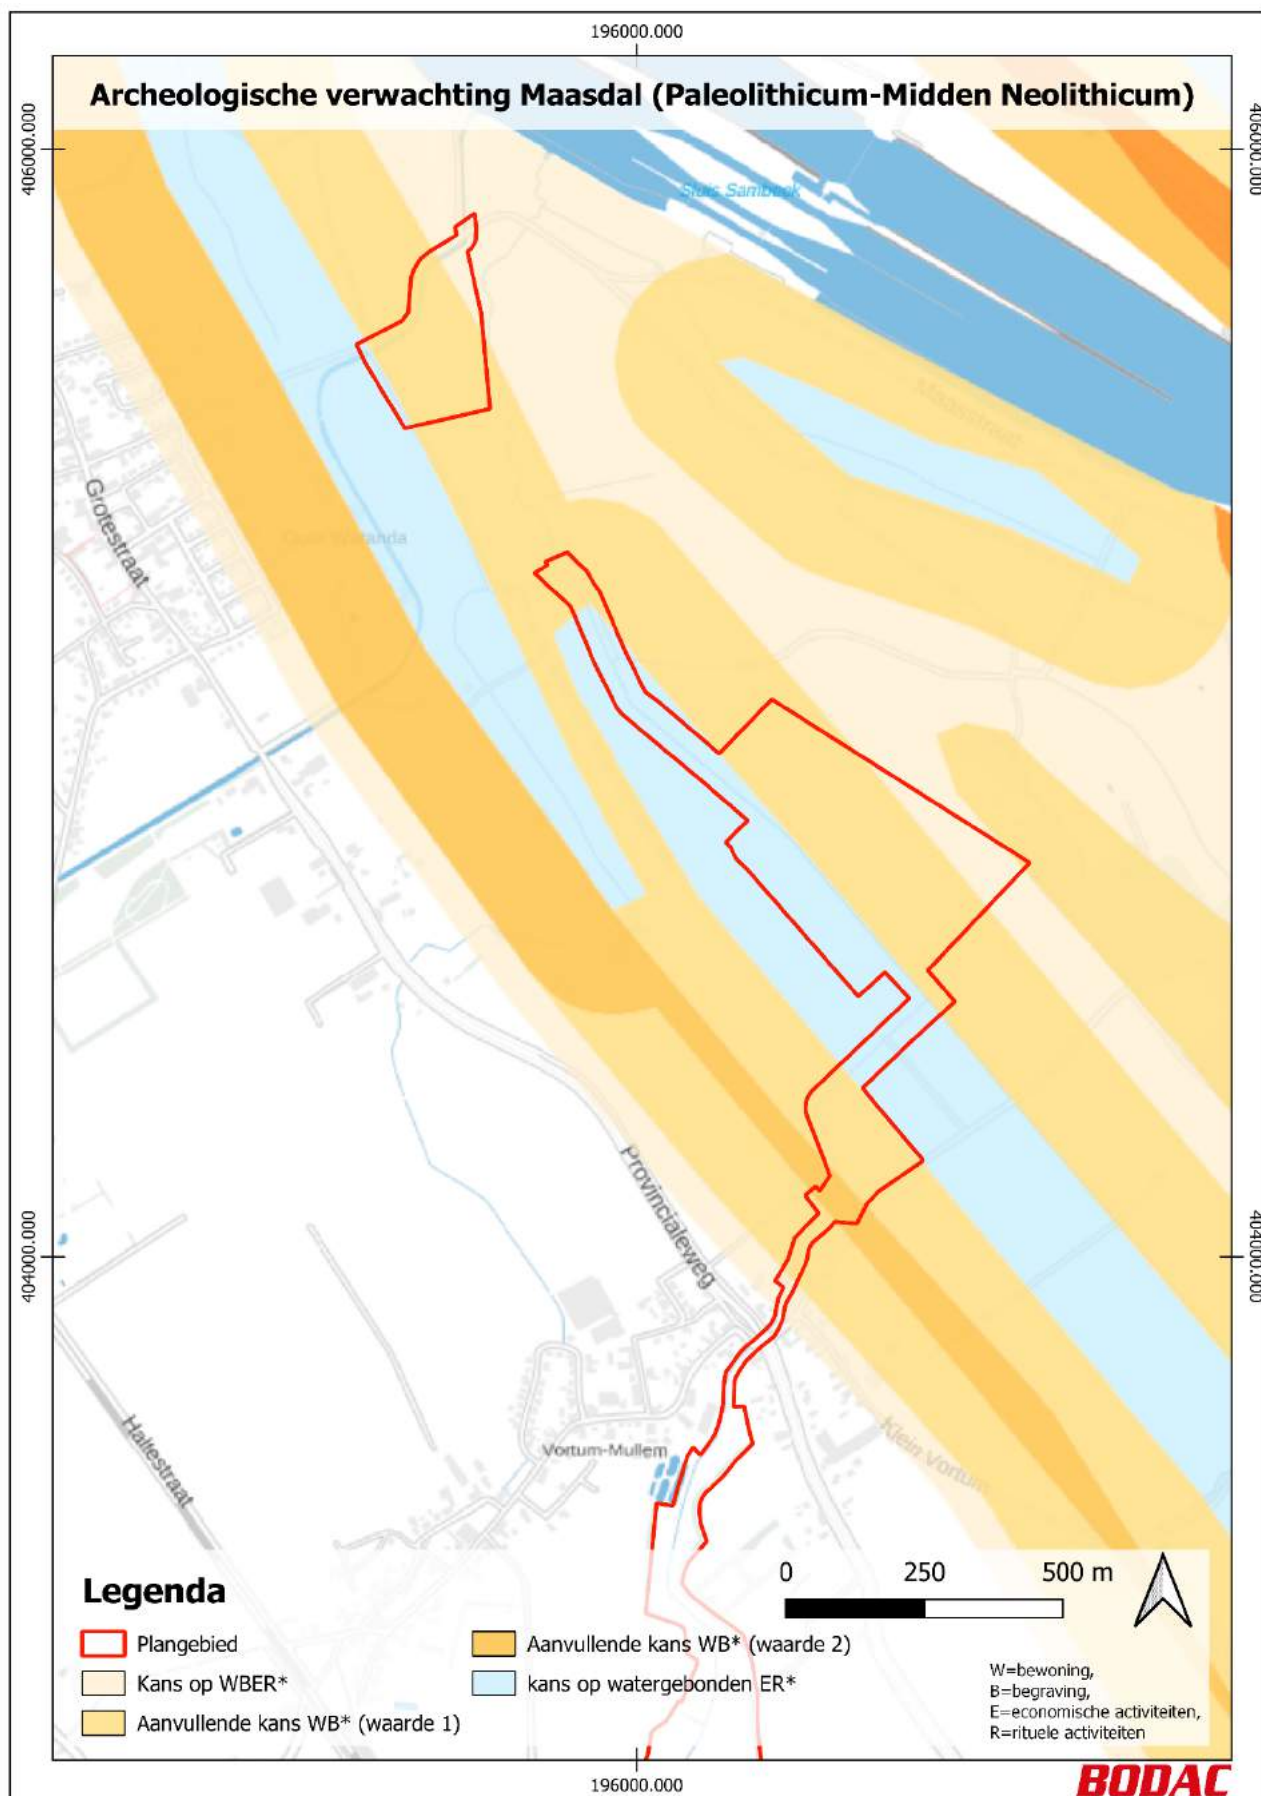 196000.000
Archeologische verwachting Maasdal (Paleolithicum-Midden Neolithicum)
406000.000
406000.000
Sluis Sambeek
Maasstraat
Grotestraat
Provincialeweg
404000.000
404000.000
Haltestraat
Vortum-Mullem
Klein Vortum
Legenda
Plangebied
Kans op WBER*
Aanvullende kans WB* (waarde 1)
Aanvullende kans WB* (waarde 2)
kans op watergebonden ER*
0 250 500 m
W=bewoning,
B=begraving,
E=economische activiteiten,
R=rituele activiteiten
196000.000
BODAC